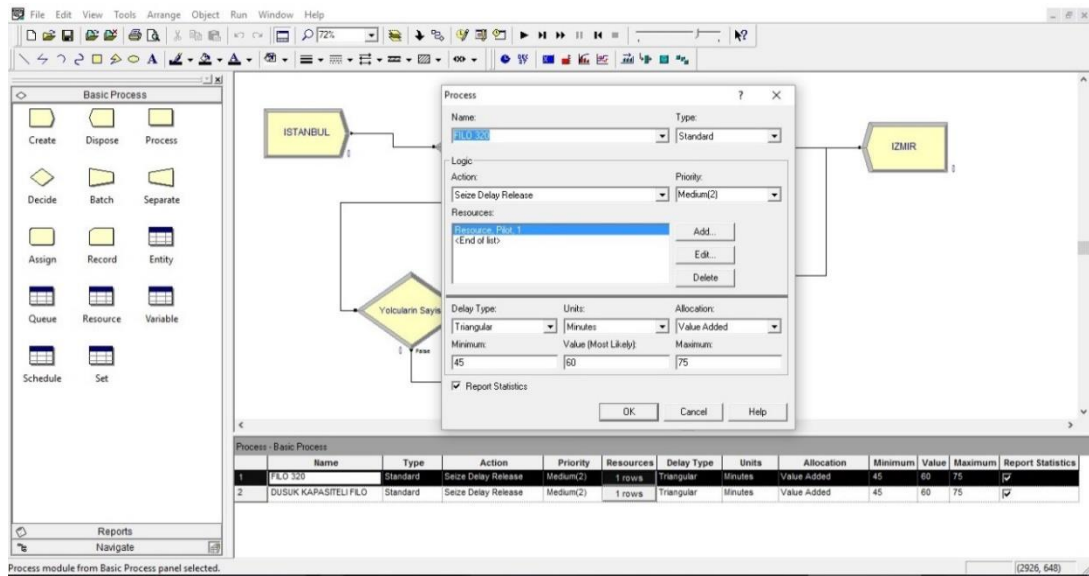 File Edit View Tools Arrange Object Run Window Help
72%
Basic Process
Create Dispose Process
Decide Batch Separate
Assign Record Entity
Queue Resource Variable
Schedule Set
Reports
Navigate
ISTANBUL
Yolcularin Sayis
False
IZMIR
Process
Name: Type:
FILO 320 Standard
Logic
Action: Priority:
Seize Delay Release Medium(2)
Resources:
Resource, Pilot, 1
<End of list>
Add...
Edit...
Delete
Delay Type: Units: Allocation:
Triangular Minutes Value Added
Minimum: Value (Most Likely): Maximum:
45 60 75
Report Statistics
OK Cancel Help
Process - Basic Process
Name Type Action Priority Resources Delay Type Units Allocation Minimum Value Maximum Report Statistics
1 FILO 320 Standard Seize Delay Release Medium(2) 1 rows Triangular Minutes Value Added 45 60 75
2 DUSUK KAPASITELI FILO Standard Seize Delay Release Medium(2) 1 rows Triangular Minutes Value Added 45 60 75
Process module from Basic Process panel selected. (2926, 648)